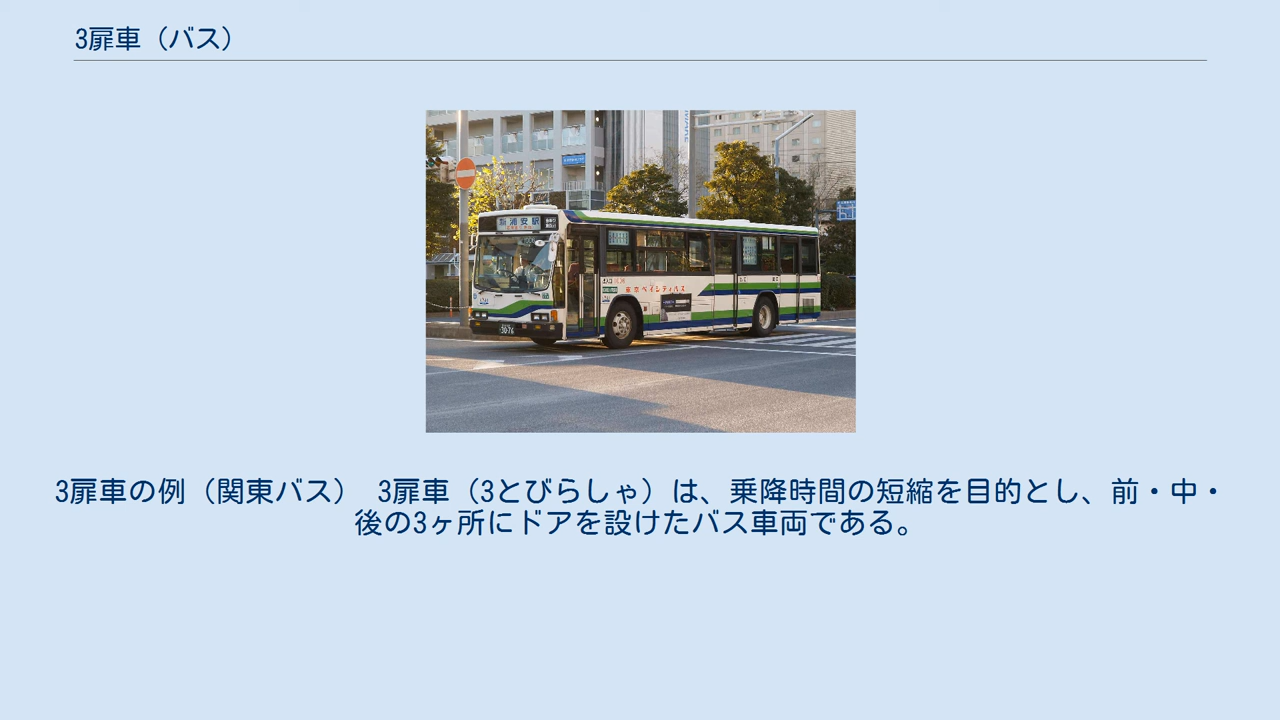 3扉車（バス）
新浦安駅
東京ベイシティバス
3扉車の例（関東バス） 3扉車（3とびらしゃ）は、乗降時間の短縮を目的とし、前・中・
後の3ヶ所にドアを設けたバス車両である。